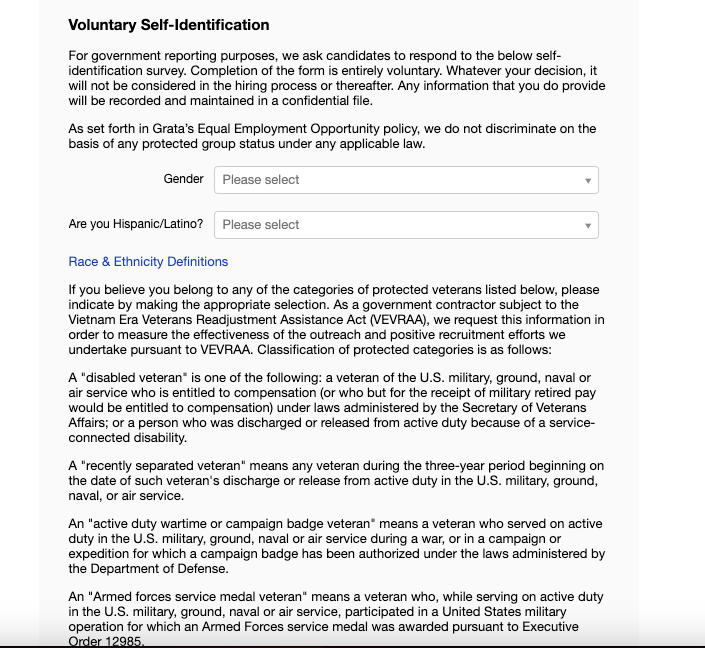 Voluntary Self-Identification
For government reporting purposes, we ask candidates to respond to the below self-
identification survey. Completion of the form is entirely voluntary. Whatever your decision, it
will not be considered in the hiring process or thereafter. Any information that you do provide
will be recorded and maintained in a confidential file.
As set forth in Grata's Equal Employment Opportunity policy, we do not discriminate on the
basis of any protected group status under any applicable law.
Gender Please select
Are you Hispanic/Latino? Please select
Race & Ethnicity Definitions
If you believe you belong to any of the categories of protected veterans listed below, please
indicate by making the appropriate selection. As a government contractor subject to the
Vietnam Era Veterans Readjustment Assistance Act (VEVRAA), we request this information in
order to measure the effectiveness of the outreach and positive recruitment efforts we
undertake pursuant to VEVRAA. Classification of protected categories is as follows:
A "disabled veteran" is one of the following: a veteran of the U.S. military, ground, naval or
air service who is entitled to compensation (or who but for the receipt of military retired pay
would be entitled to compensation) under laws administered by the Secretary of Veterans
Affairs; or a person who was discharged or released from active duty because of a service-
connected disability.
A "recently separated veteran" means any veteran during the three-year period beginning on
the date of such veteran's discharge or release from active duty in the U.S. military, ground,
naval, or air service.
An "active duty wartime or campaign badge veteran" means a veteran who served on active
duty in the U.S. military, ground, naval or air service during a war, or in a campaign or
expedition for which a campaign badge has been authorized under the laws administered by
the Department of Defense.
An "Armed forces service medal veteran" means a veteran who, while serving on active duty
in the U.S. military, ground, naval or air service, participated in a United States military
operation for which an Armed Forces service medal was awarded pursuant to Executive
Order 12985.